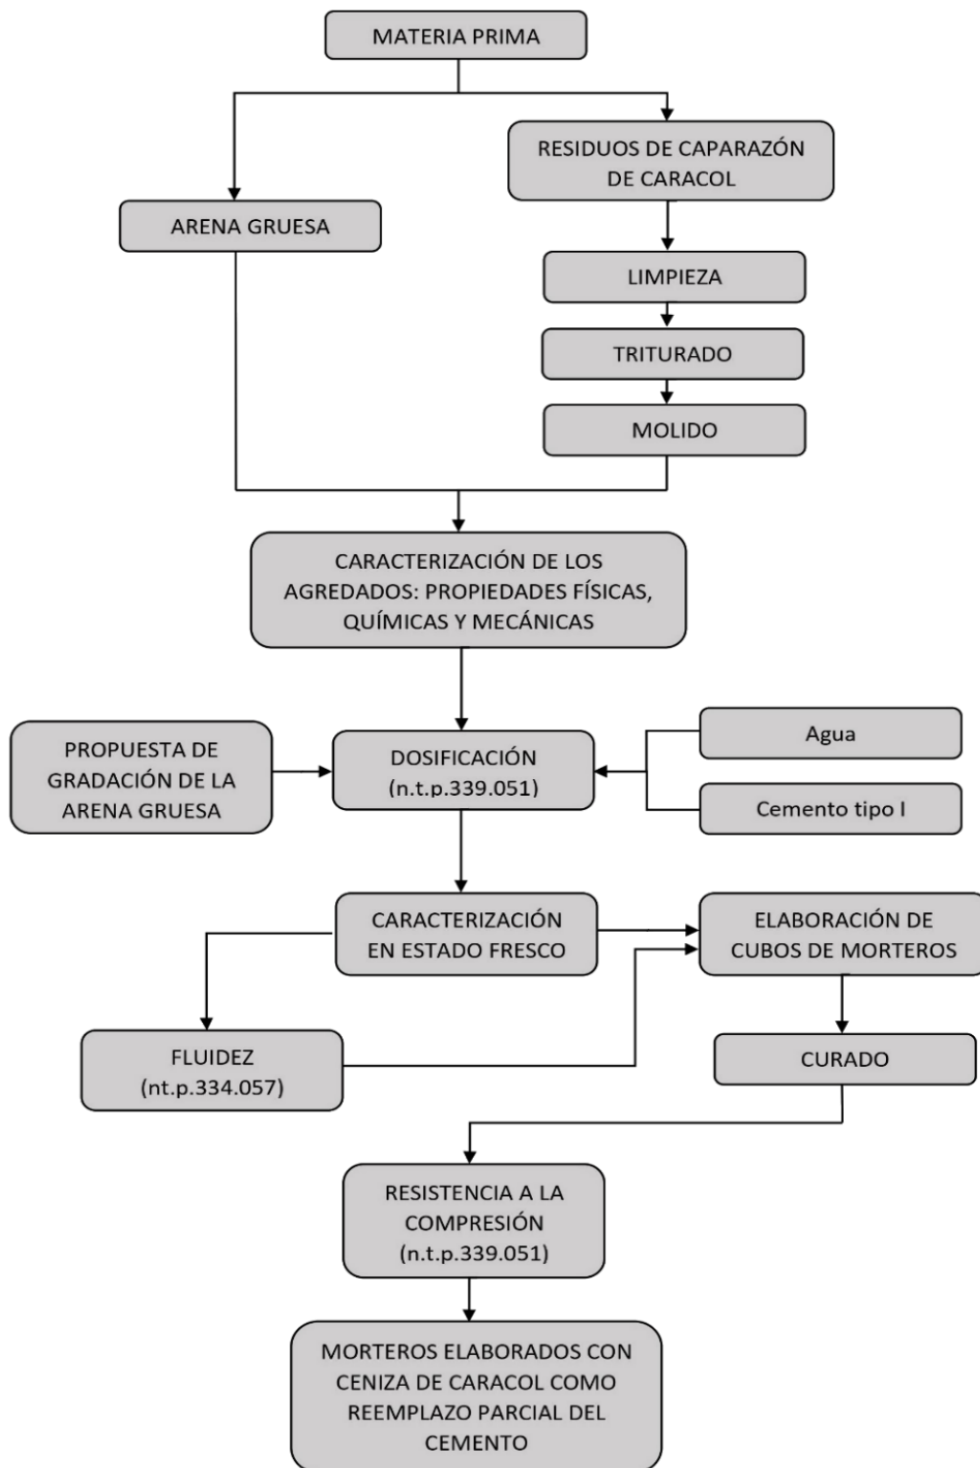 MATERIA PRIMA
RESIDUOS DE CAPARAZÓN
DE CARACOL
ARENA GRUESA
LIMPIEZA
TRITURADO
MOLIDO
CARACTERIZACIÓN DE LOS
AGREDADOS: PROPIEDADES FÍSICAS,
QUÍMICAS Y MECÁNICAS
PROPUESTA DE
GRADACIÓN DE LA
ARENA GRUESA
DOSIFICACIÓN
(n.t.p.339.051)
Agua
Cemento tipo I
CARACTERIZACIÓN
EN ESTADO FRESCO
ELABORACIÓN DE
CUBOS DE MORTEROS
FLUIDEZ
(nt.p.334.057)
CURADO
RESISTENCIA A LA
COMPRESIÓN
(n.t.p.339.051)
MORTEROS ELABORADOS CON
CENIZA DE CARACOL COMO
REEMPLAZO PARCIAL DEL
CEMENTO